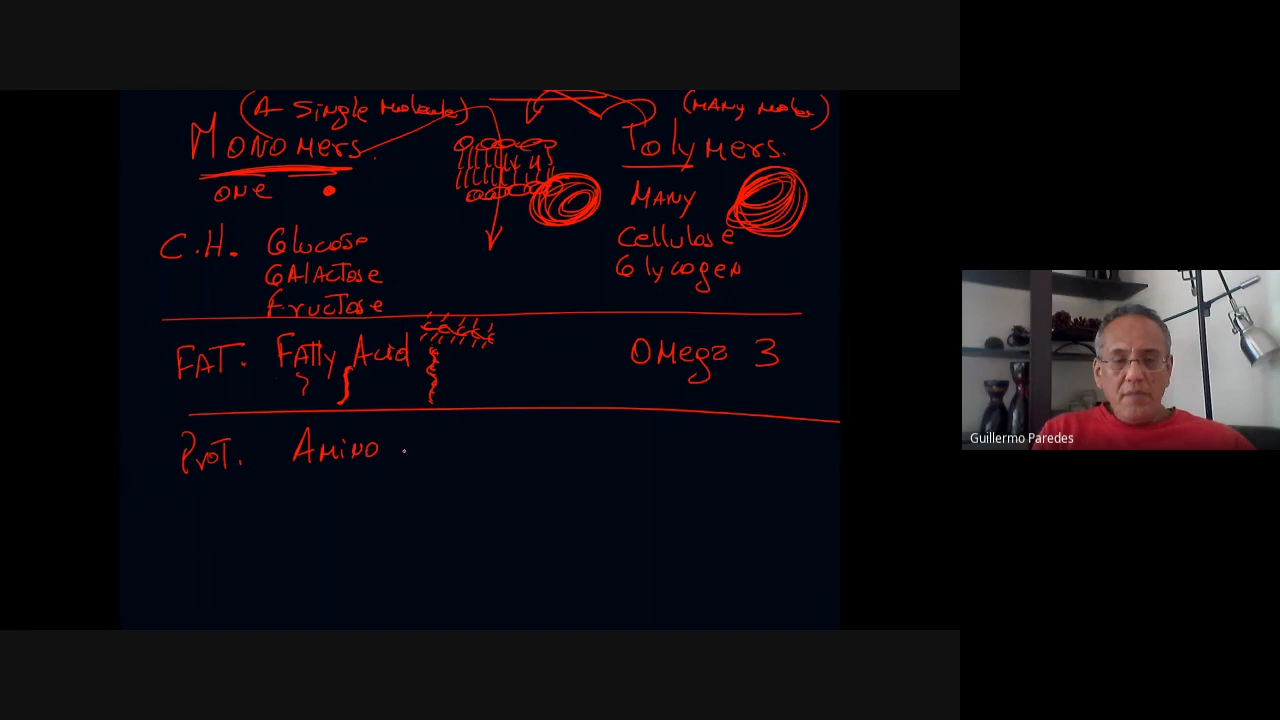 (A Single Molecule) (MANY Molec)
MONOMers. Polymers.
ONe MANY
C.H. Glucose Cellulose
GAlACTose Glycogen
FrucTose
FAT. FATTy Acid OMega 3
ProT. AMiNO
Guillermo Paredes